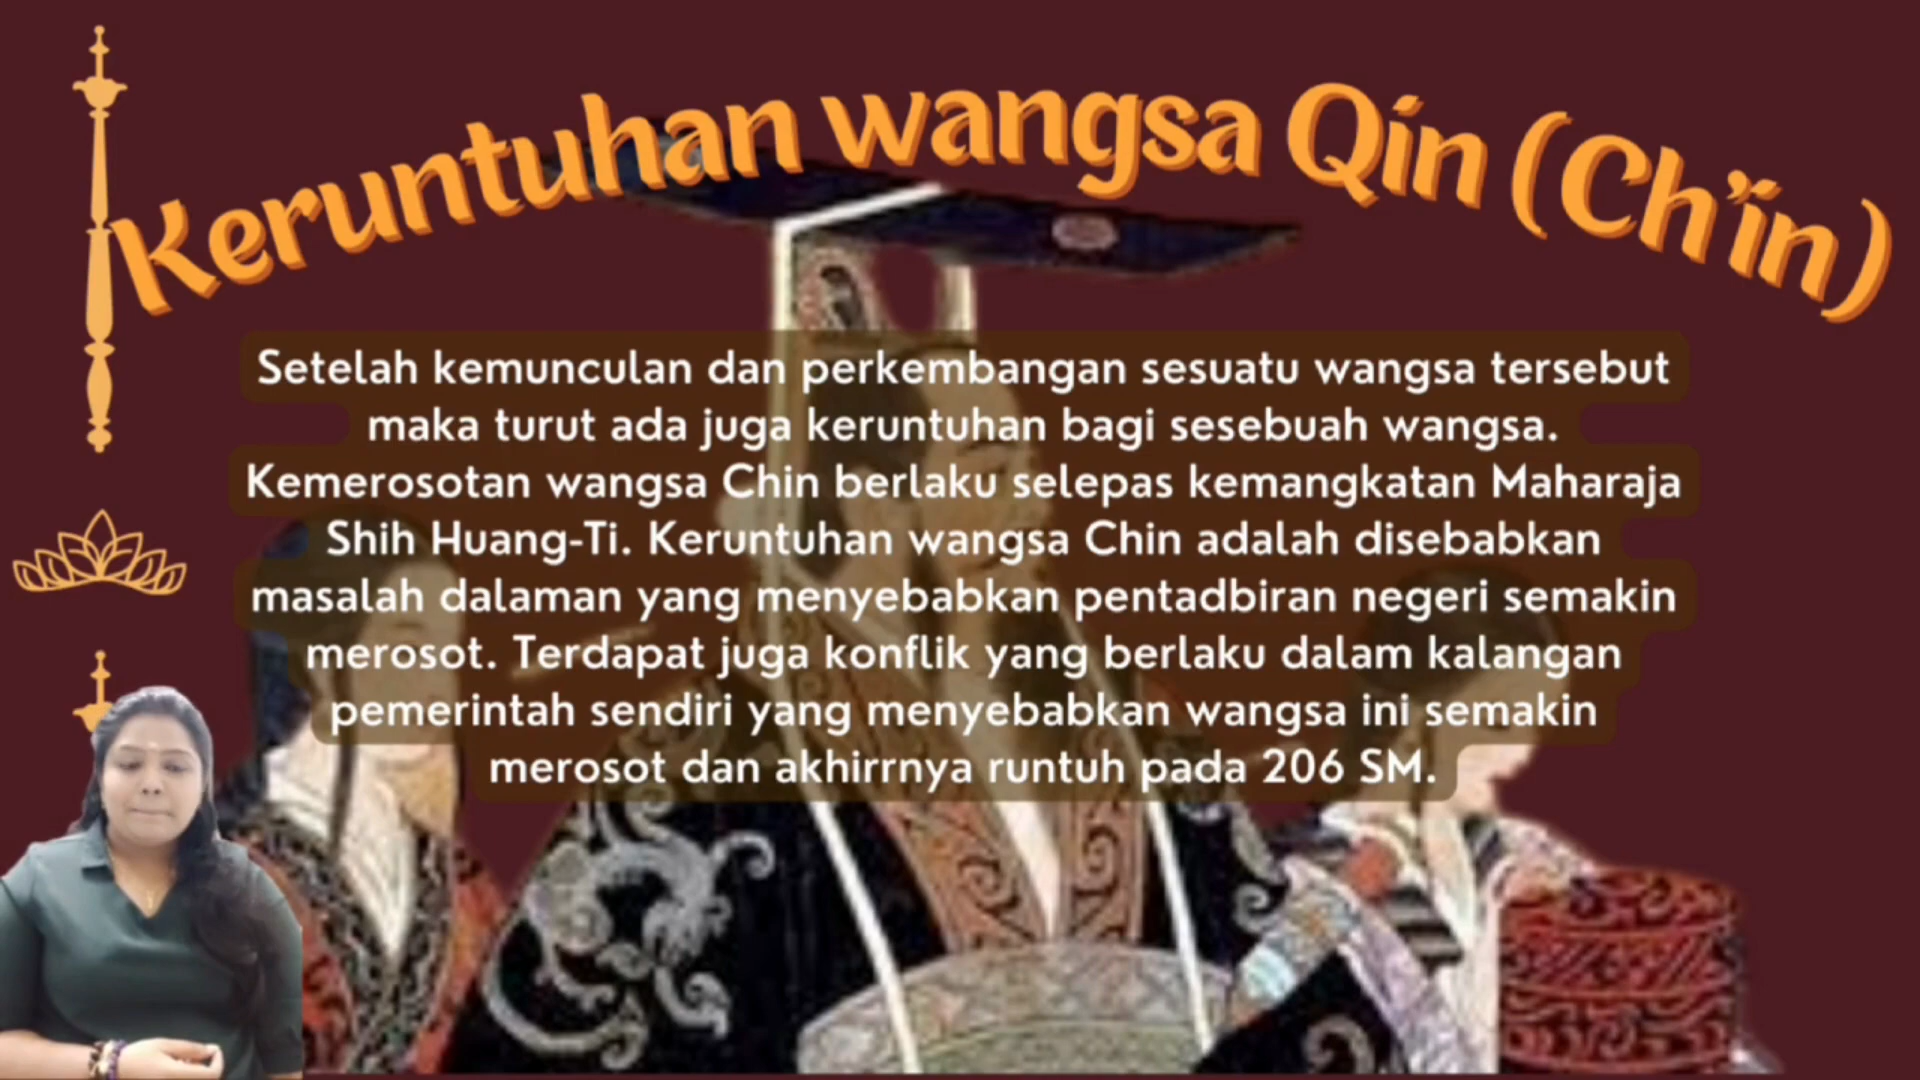 Keruntuhan wangsa Qin (Ch'in)
Setelah kemunculan dan perkembangan sesuatu wangsa tersebut
maka turut ada juga keruntuhan bagi sesebuah wangsa.
Kemerosotan wangsa Chin berlaku selepas kemangkatan Maharaja
Shih Huang-Ti. Keruntuhan wangsa Chin adalah disebabkan
masalah dalaman yang menyebabkan pentadbiran negeri semakin
merosot. Terdapat juga konflik yang berlaku dalam kalangan
pemerintah sendiri yang menyebabkan wangsa ini semakin
merosot dan akhirrnya runtuh pada 206 SM.